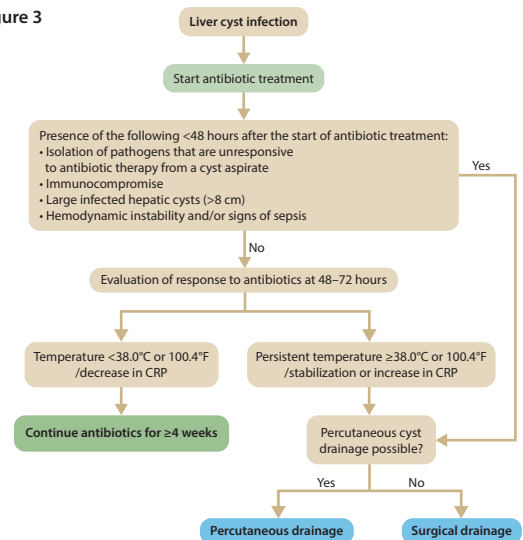 gure 3
Liver cyst infection
Start antibiotic treatment
Presence of the following <48 hours after the start of antibiotic treatment:
• Isolation of pathogens that are unresponsive
to antibiotic therapy from a cyst aspirate
• Immunocompromise
• Large infected hepatic cysts (>8 cm)
• Hemodynamic instability and/or signs of sepsis
Yes
No
Evaluation of response to antibiotics at 48–72 hours
Temperature <38.0°C or 100.4°F
/decrease in CRP
Persistent temperature ≥38.0°C or 100.4°F
/stabilization or increase in CRP
Continue antibiotics for ≥4 weeks
Percutaneous cyst
drainage possible?
Yes
No
Percutaneous drainage
Surgical drainage